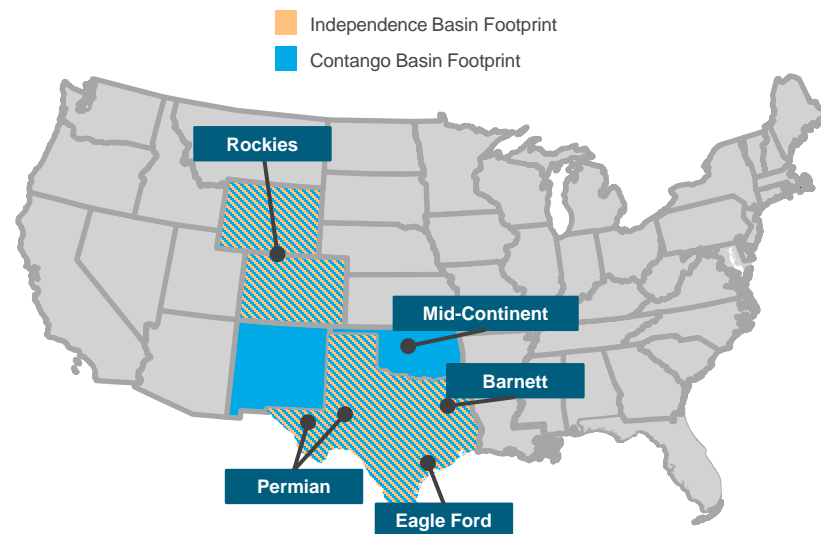 Independence Basin Footprint
Contango Basin Footprint
Rockies
Mid-Continent
Barnett
Permian
Eagle Ford